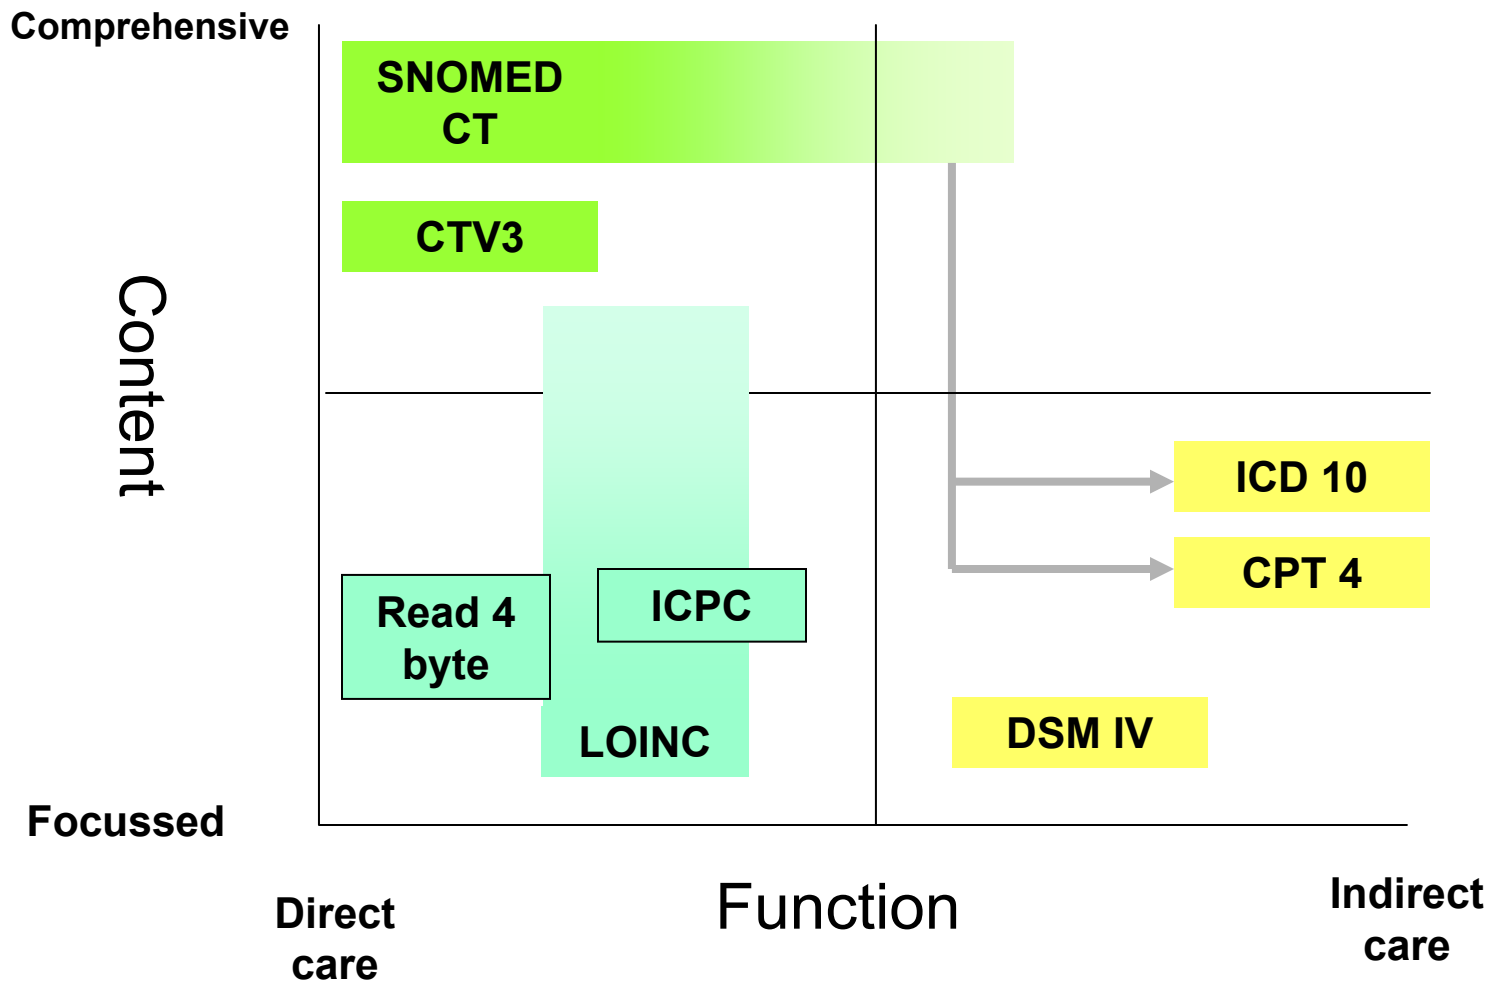 Comprehensive
SNOMED
CT
CTV3
Content
ICD 10
CPT 4
Read 4
byte
ICPC
LOINC
DSM IV
Focussed
Direct
care
Function
Indirect
care